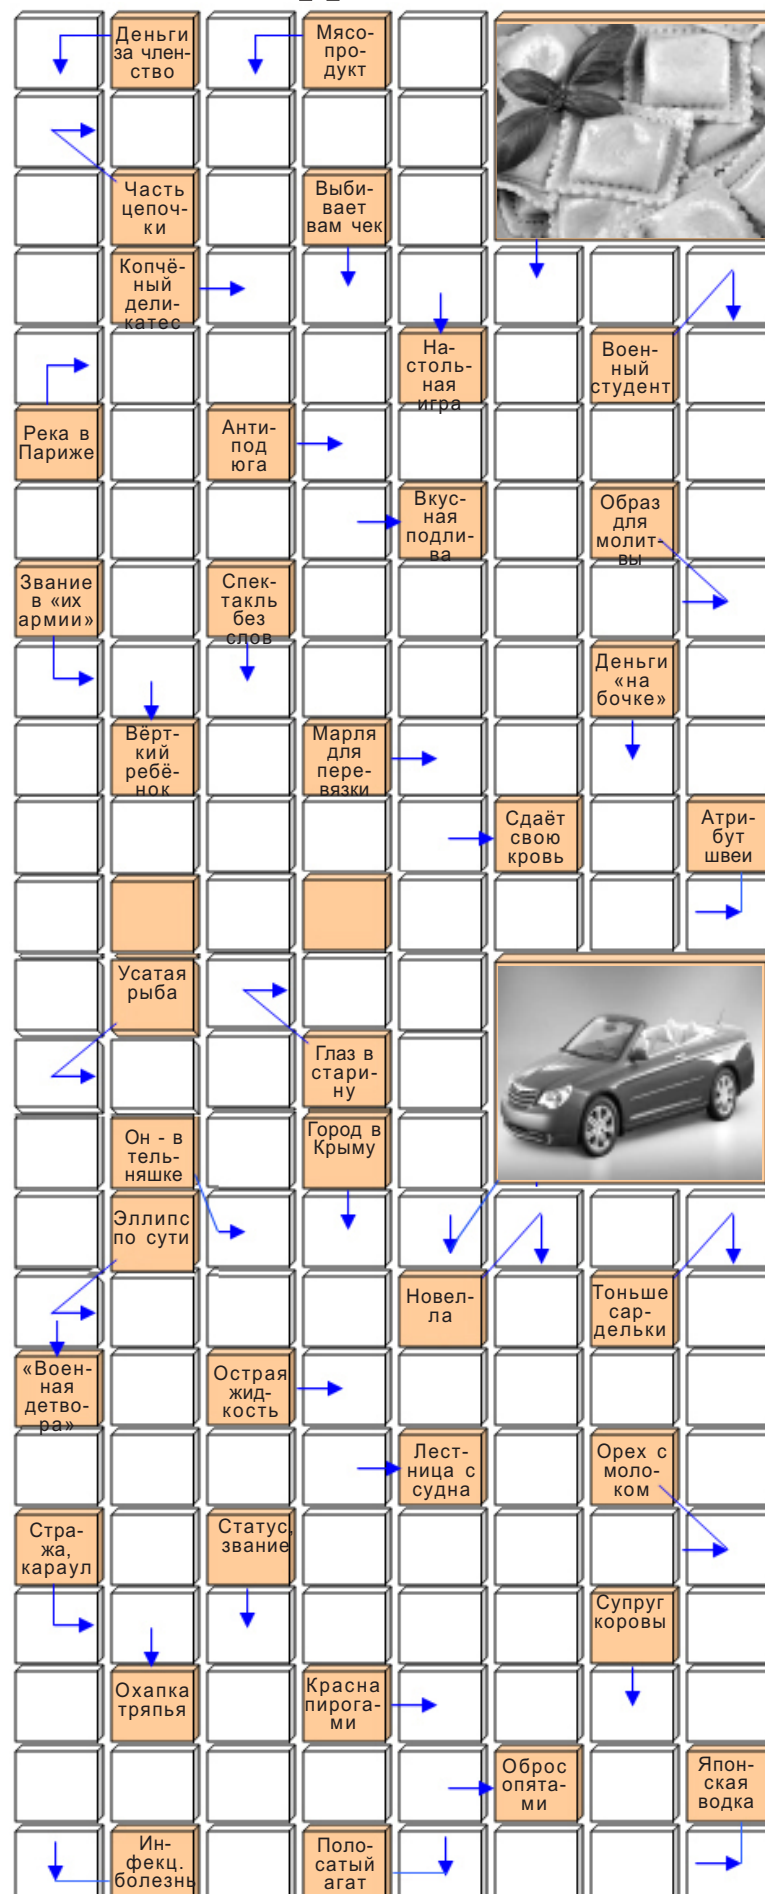 Деньги
за член-
ство
Мясо-
про-
дукт
Часть
цепоч-
ки
Выби-
вает
вам чек
Копчё-
ный
дели-
катес
На-
столь-
ная
игра
Воен-
ный
студент
Река в
Париже
Анти-
под
юга
Вкус-
ная
подли-
ва
Образ
для
молит-
вы
Звание
в «их
армии»
Спек-
такль
без
слов
Деньги
«на
бочке»
Вёрт-
кий
ребё-
нок
Марля
для
пере-
вязки
Сдаёт
свою
кровь
Атри-
бут
швеи
Усатая
рыба
Глаз в
стари-
ну
Он - в
тель-
няшке
Город в
Крыму
Эллипс
по сути
Новел-
ла
Тоньше
сар-
дельки
«Воен-
ная
детво-
ра»
Острая
жид-
кость
Лест-
ница с
судна
Орех с
моло-
ком
Стра-
жа,
караул
Статус,
звание
Супруг
коровы
Охапка
тряпья
Красна
пирога-
ми
Оброс
опята-
ми
Япон-
ская
водка
Ин-
фекц.
болезнь
Поло-
сатый
агат